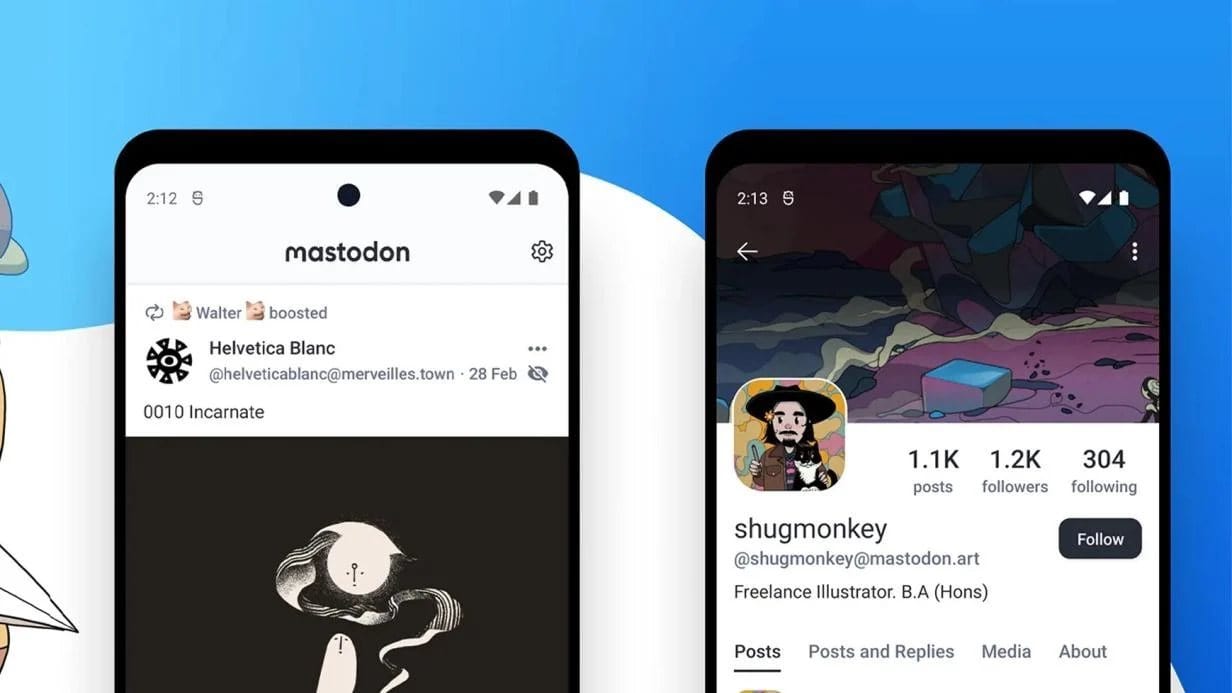 2:12
mastodon
Walter boosted
Helvetica Blanc
@helveticablanc@merveilles.town · 28 Feb
0010 Incarnate
2:13
1.1K 1.2K 304
posts followers following
shugmonkey
Follow
@shugmonkey@mastodon.art
Freelance Illustrator. B.A (Hons)
Posts Posts and Replies Media About